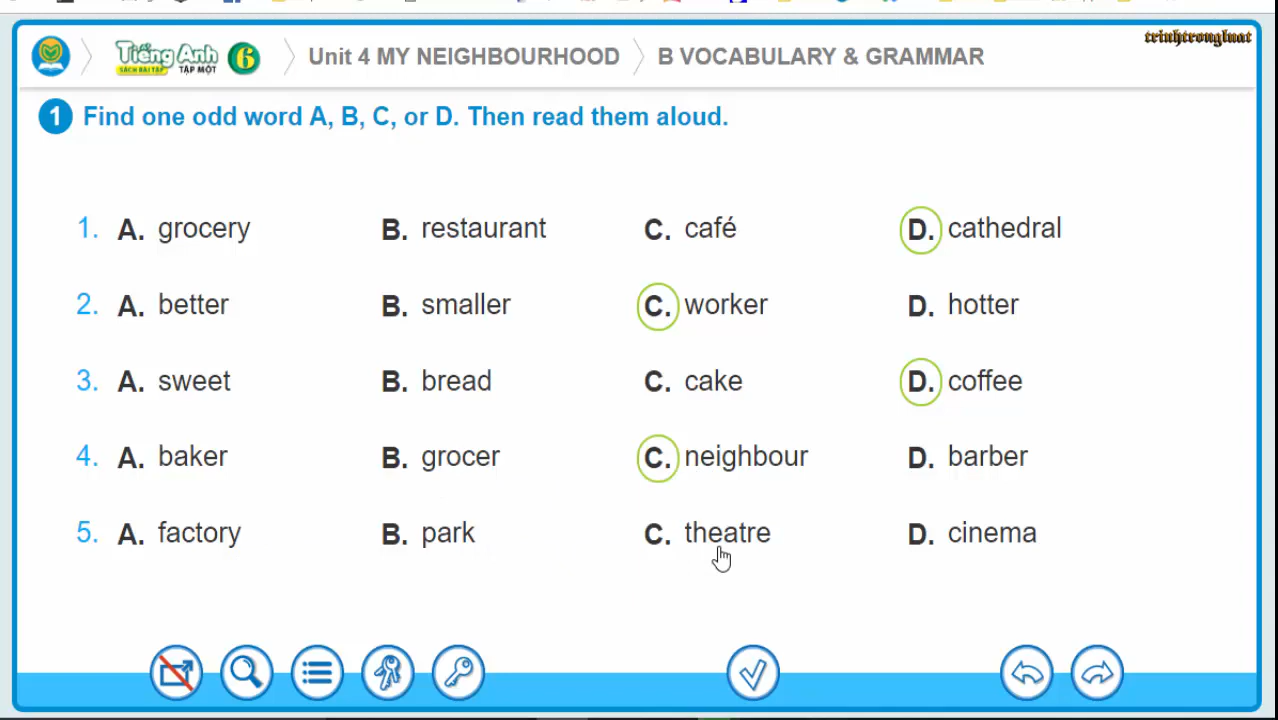 trinhtrongluat
Tiếng Anh 6
SÁCH BÀI TẬP TẬP MỘT
Unit 4 MY NEIGHBOURHOOD
B VOCABULARY & GRAMMAR
1 Find one odd word A, B, C, or D. Then read them aloud.
1. A. grocery B. restaurant C. café D. cathedral
2. A. better B. smaller C. worker D. hotter
3. A. sweet B. bread C. cake D. coffee
4. A. baker B. grocer C. neighbour D. barber
5. A. factory B. park C. theatre D. cinema